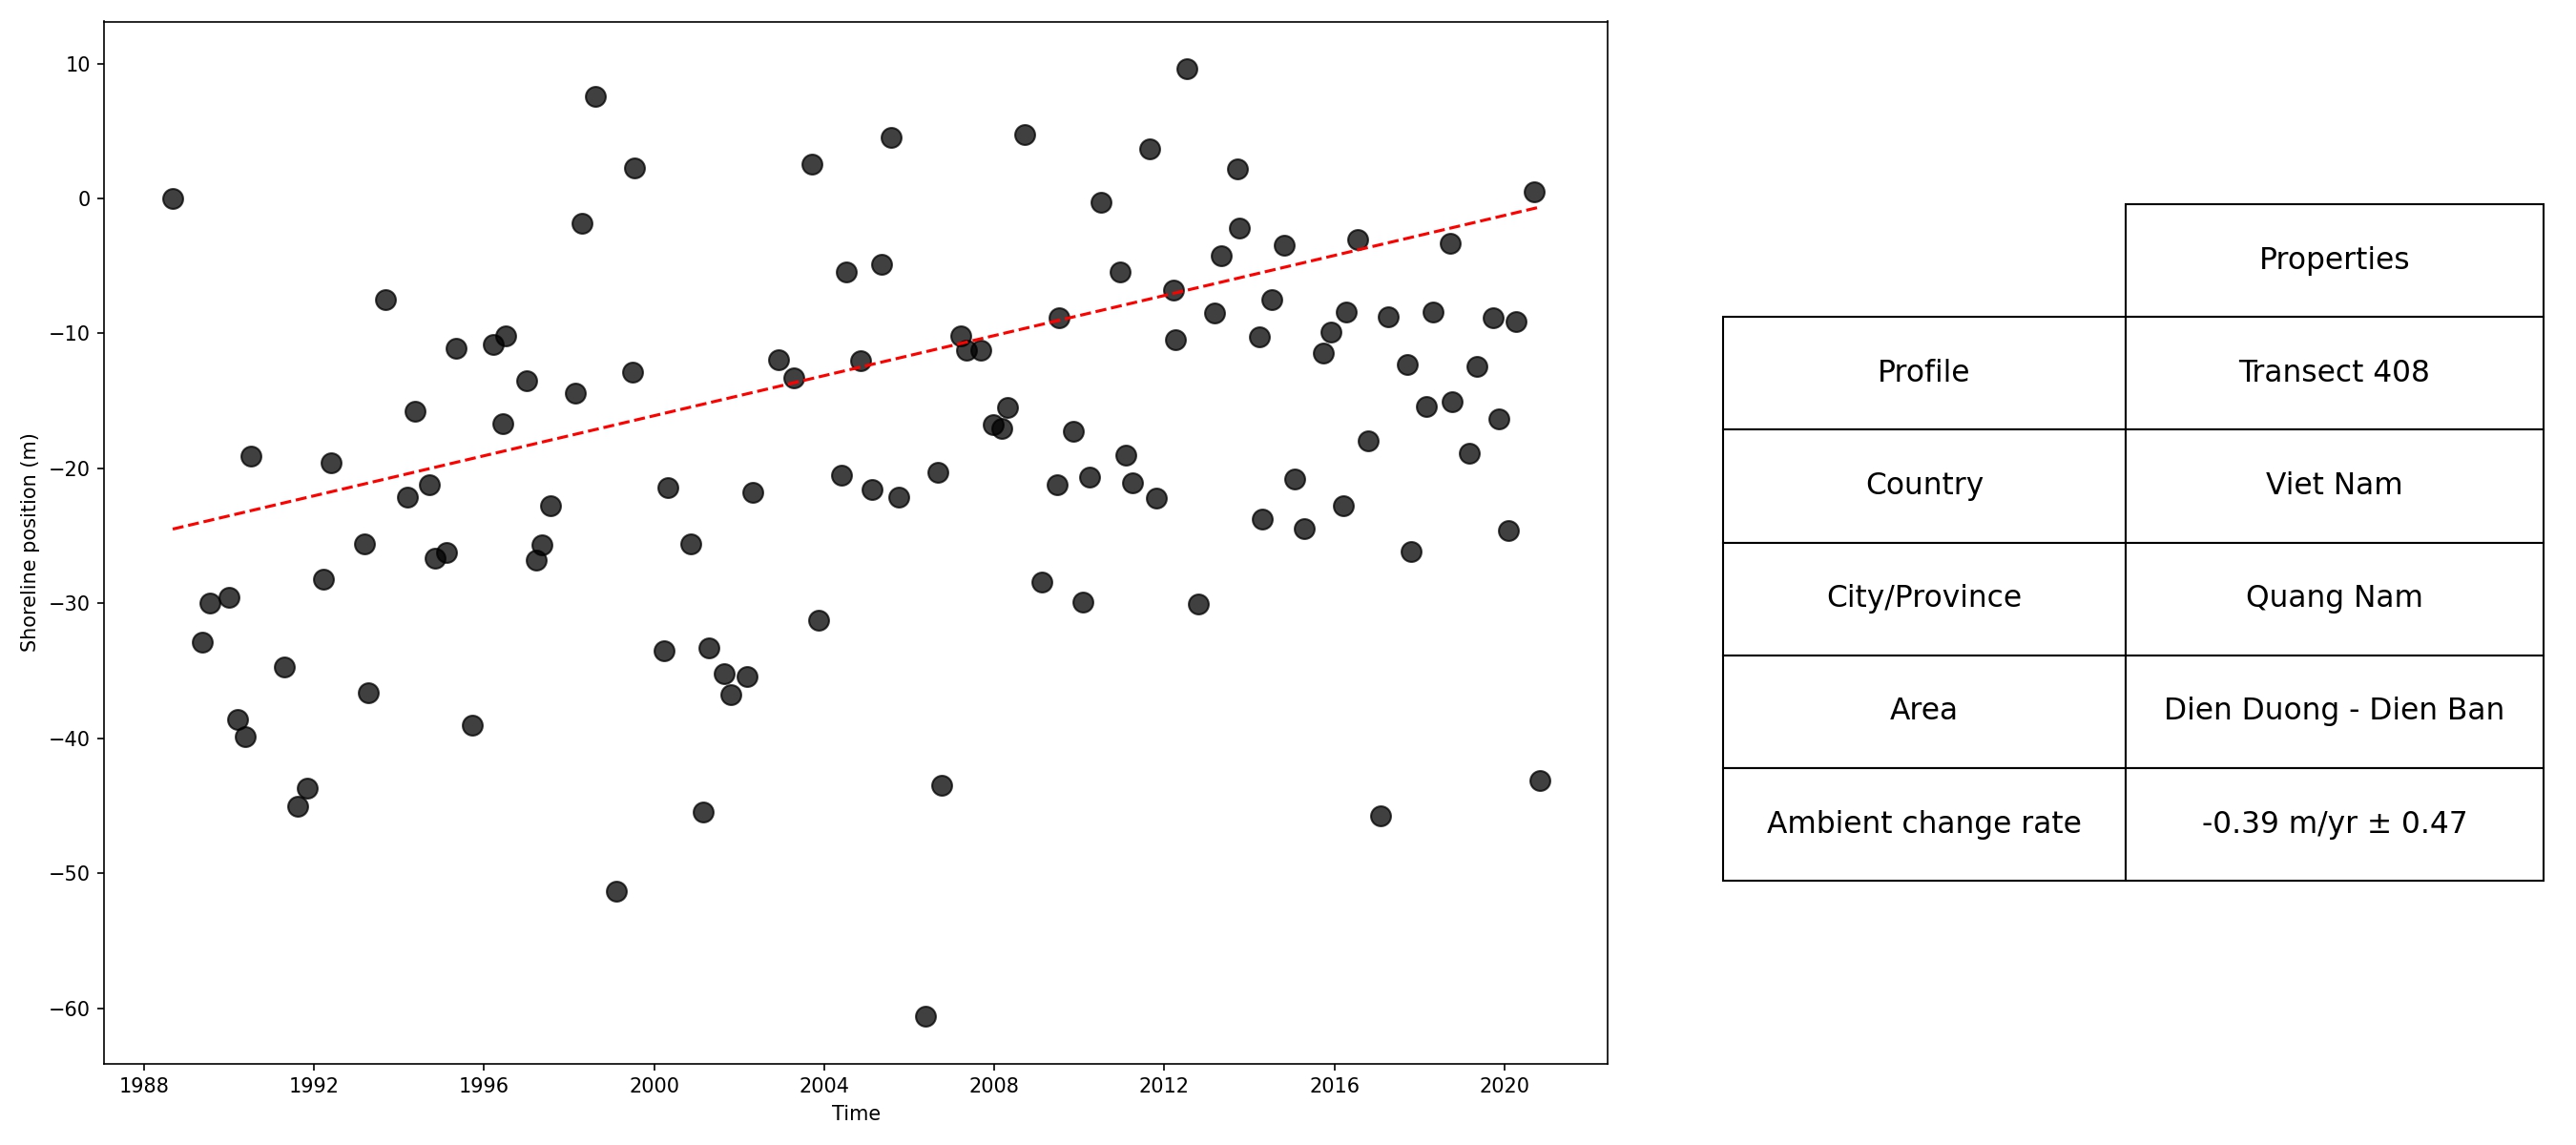 10
0
−10
−20
−30
−40
−50
−60
Shoreline position (m)
1988 1992 1996 2000 2004 2008 2012 2016 2020
Time
Properties
Profile Transect 408
Country Viet Nam
City/Province Quang Nam
Area Dien Duong - Dien Ban
Ambient change rate -0.39 m/yr ± 0.47